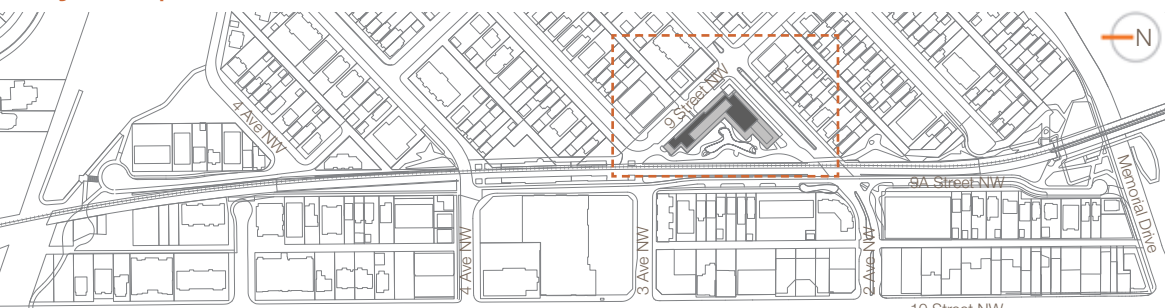 N
9 Street NW
4 Ave NW
9A Street NW
Memorial Drive
4 Ave NW
3 Ave NW
2 Ave NW
10 Street NW